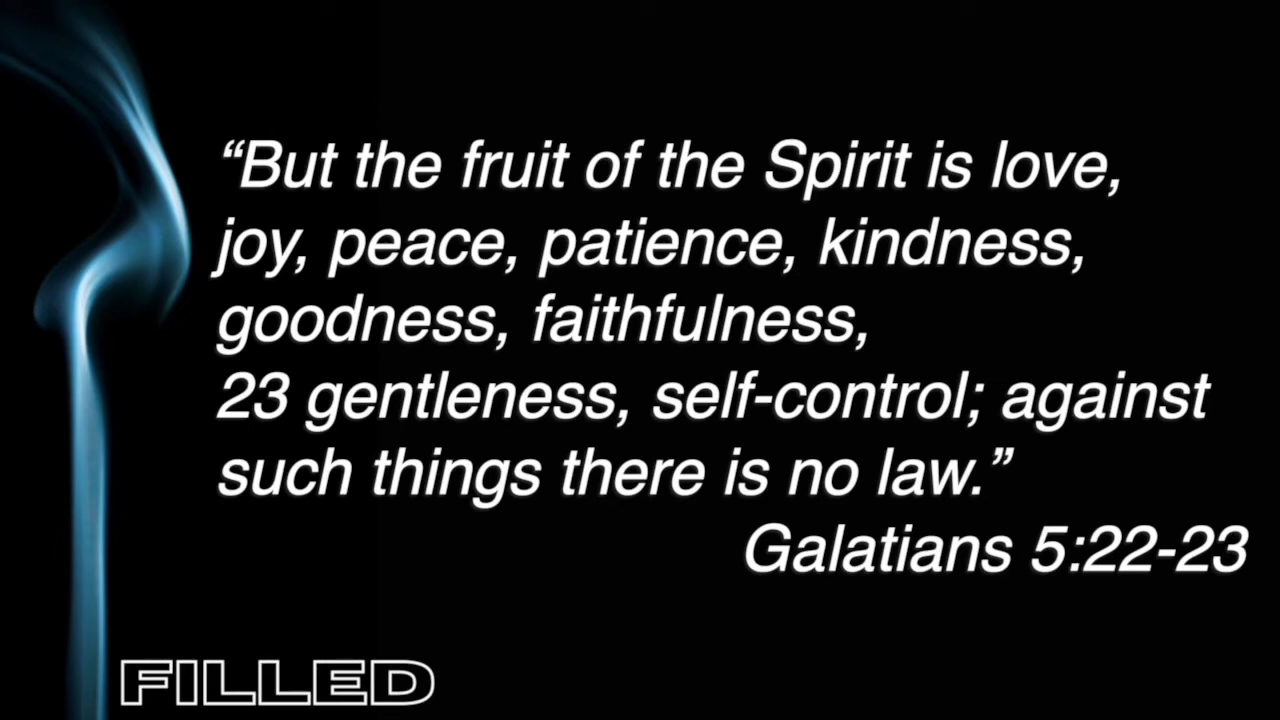 “But the fruit of the Spirit is love,
joy, peace, patience, kindness,
goodness, faithfulness,
23 gentleness, self-control; against
such things there is no law.”
Galatians 5:22-23
FILLED